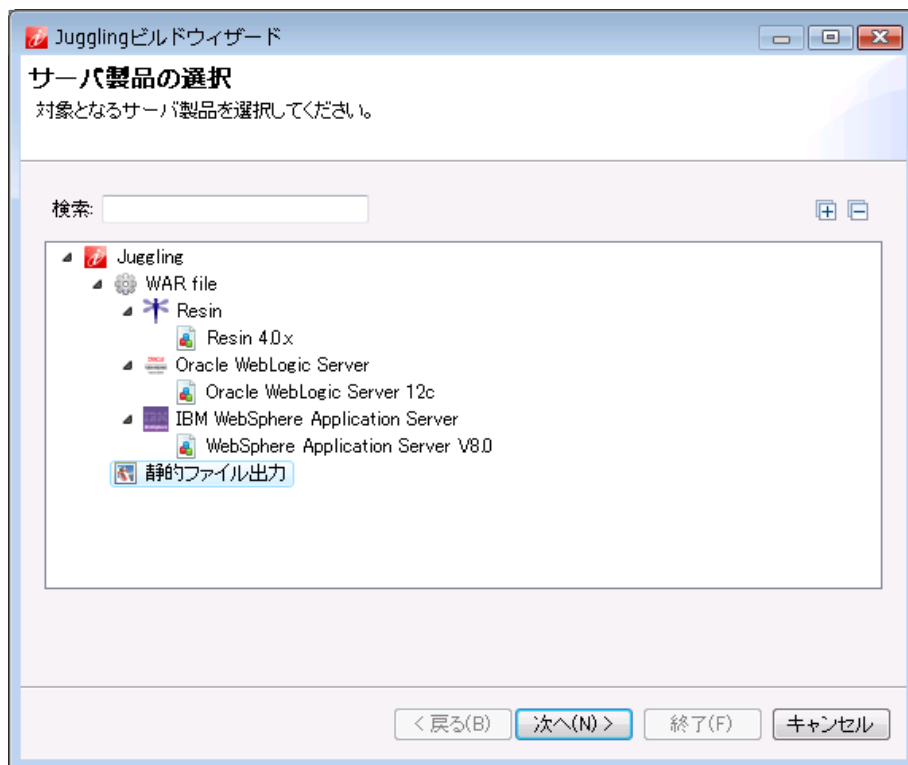 Jugglingビルドウィザード
サーバ製品の選択
対象となるサーバ製品を選択してください。
検索:
Juggling
WAR file
Resin
Resin 4.0.x
Oracle WebLogic Server
Oracle WebLogic Server 12c
IBM WebSphere Application Server
WebSphere Application Server V8.0
静的ファイル出力
< 戻る(B) 次へ(N) > 終了(F) キャンセル